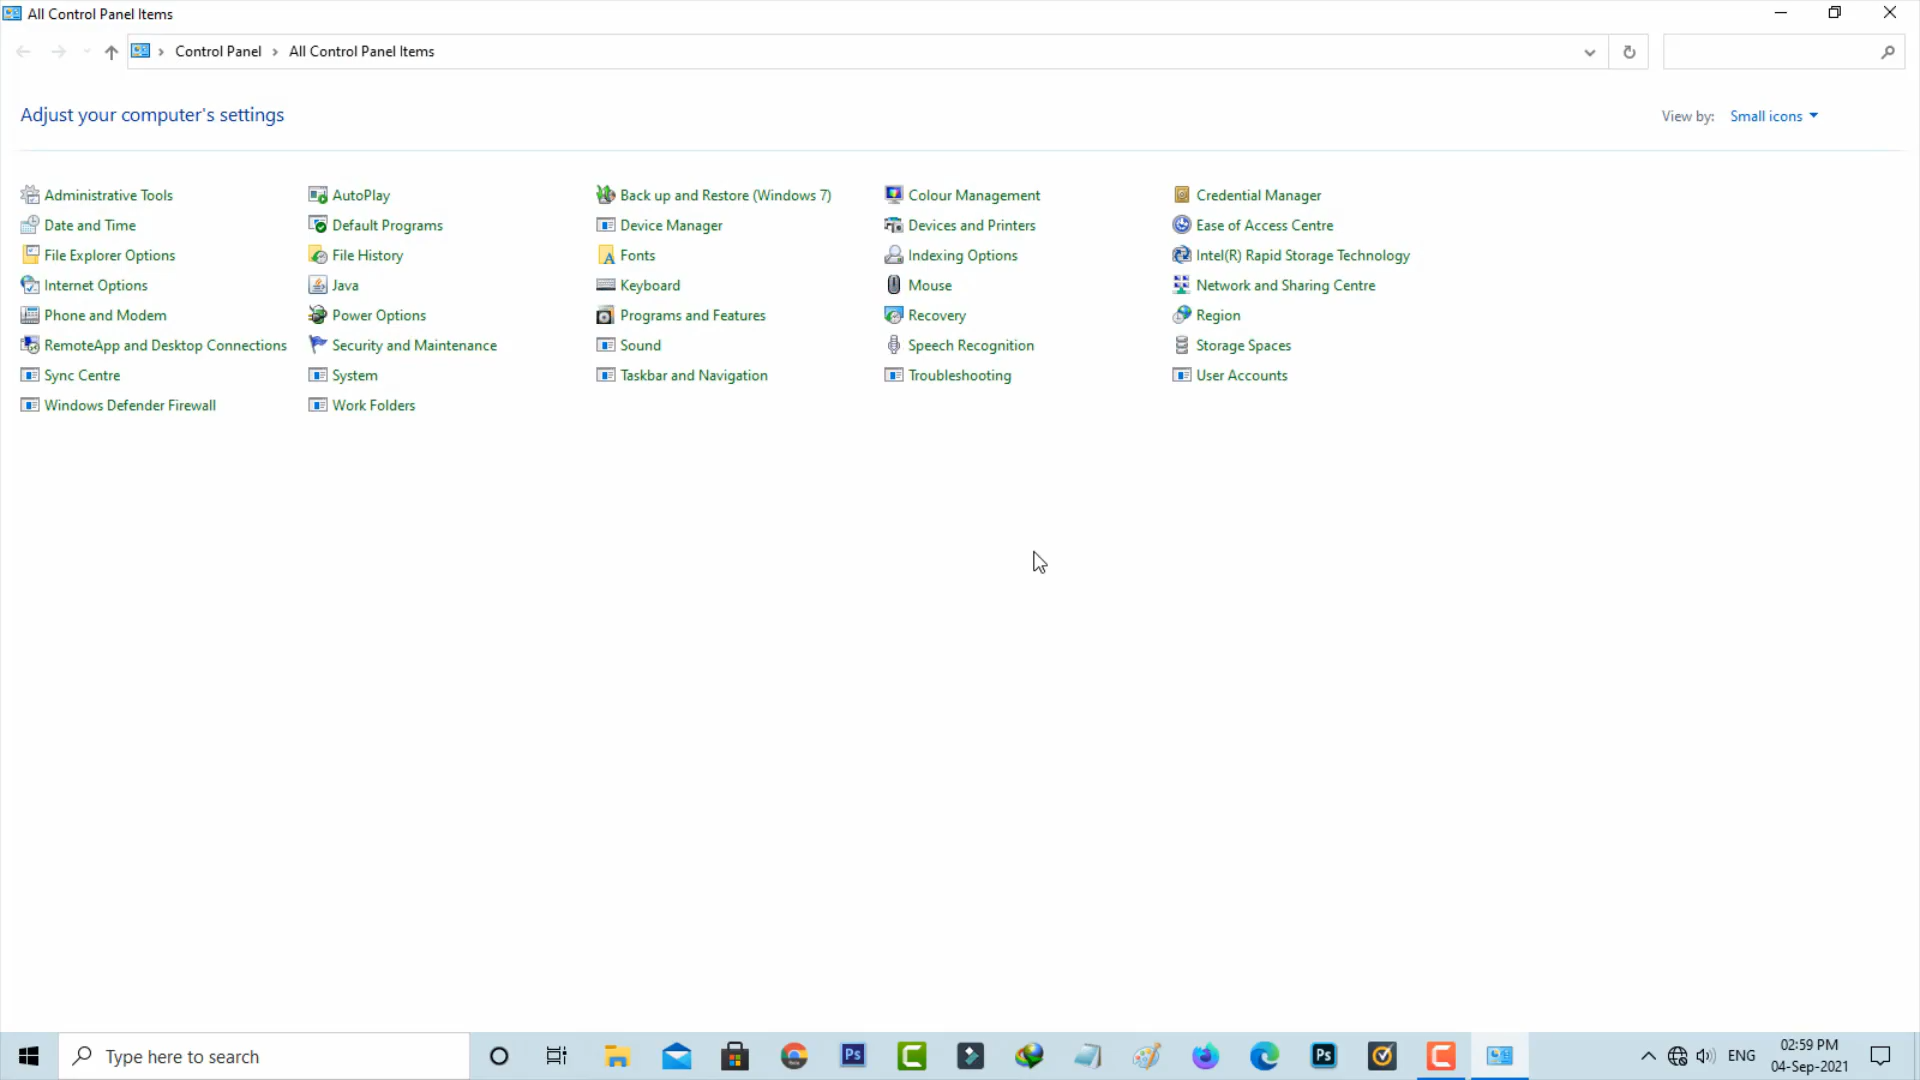 All Control Panel Items
Control Panel > All Control Panel Items
Adjust your computer's settings
View by: Small icons
Administrative Tools
AutoPlay
Back up and Restore (Windows 7)
Colour Management
Credential Manager
Date and Time
Default Programs
Device Manager
Devices and Printers
Ease of Access Centre
File Explorer Options
File History
Fonts
Indexing Options
Intel(R) Rapid Storage Technology
Internet Options
Java
Keyboard
Mouse
Network and Sharing Centre
Phone and Modem
Power Options
Programs and Features
Recovery
Region
RemoteApp and Desktop Connections
Security and Maintenance
Sound
Speech Recognition
Storage Spaces
Sync Centre
System
Taskbar and Navigation
Troubleshooting
User Accounts
Windows Defender Firewall
Work Folders
Type here to search
Ps
Ps
ENG
02:59 PM
04-Sep-2021